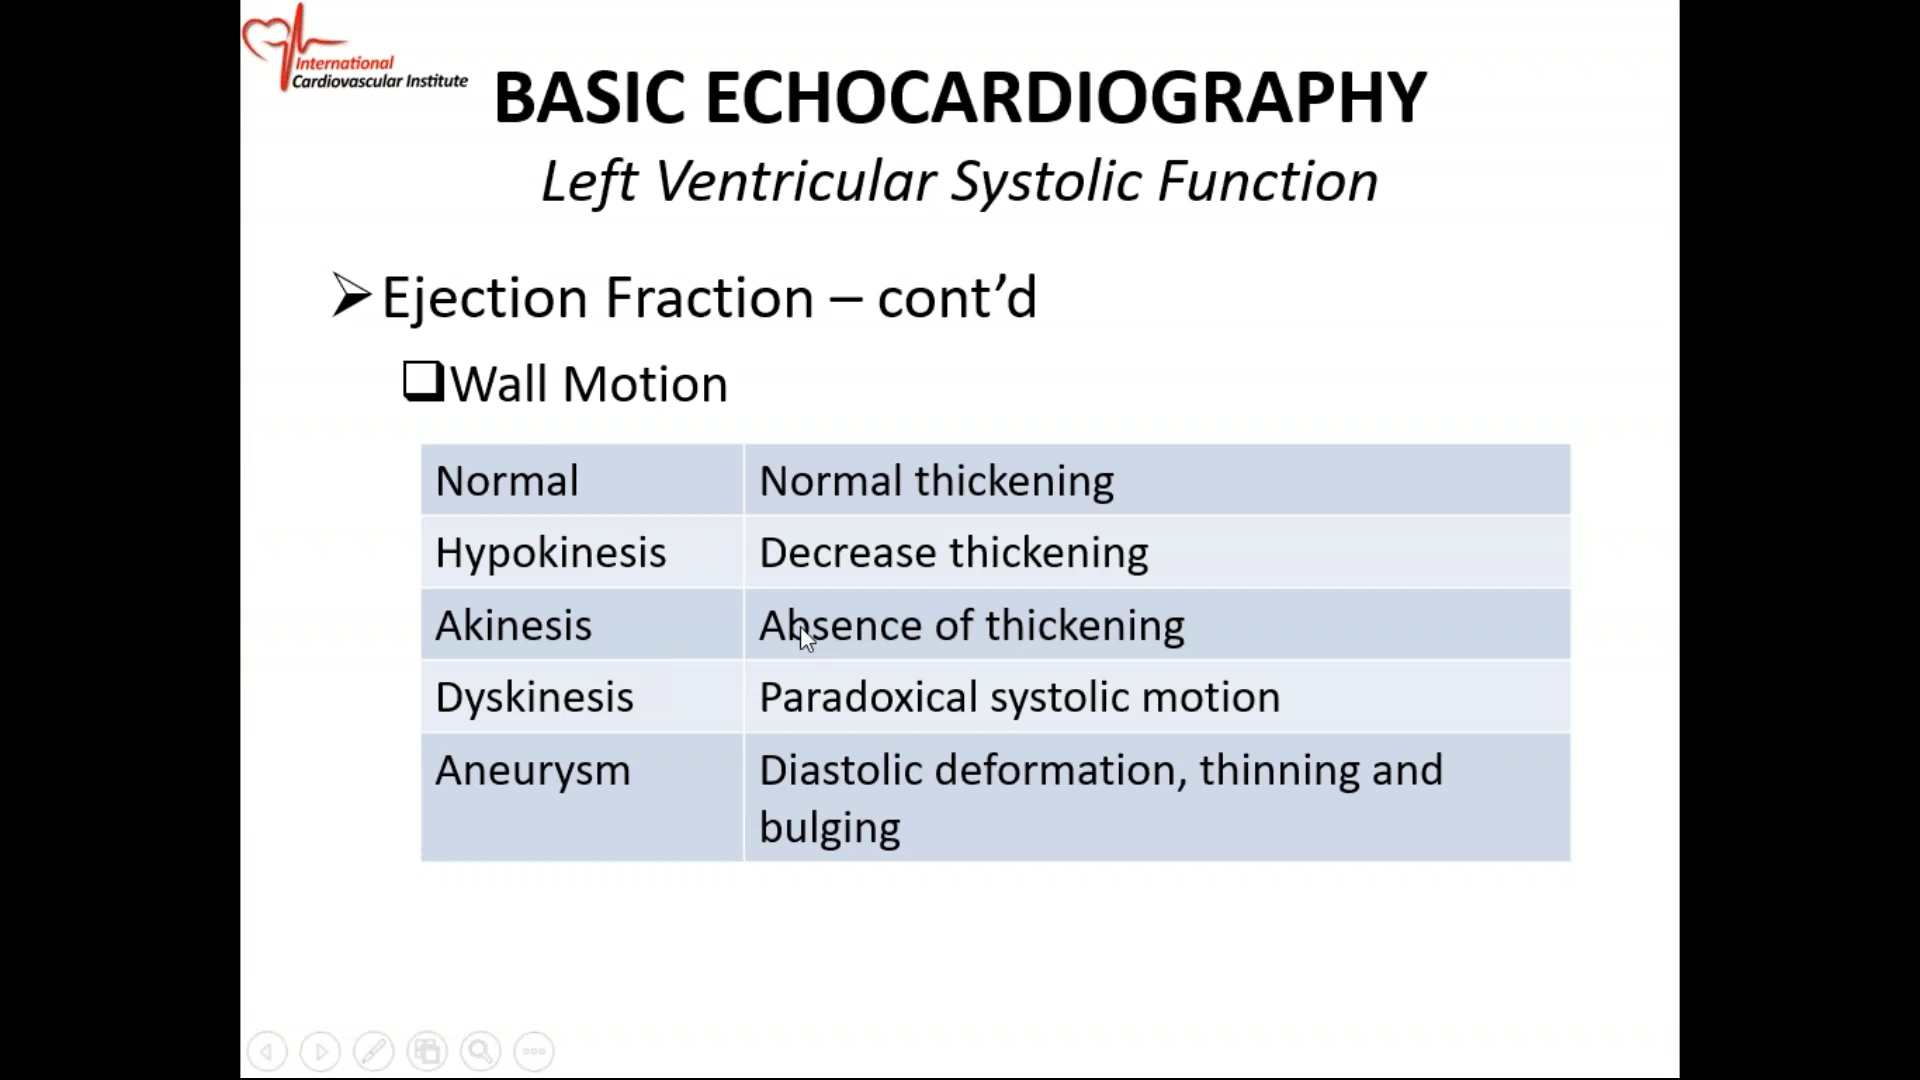 International
Cardiovascular Institute
BASIC ECHOCARDIOGRAPHY
Left Ventricular Systolic Function
Ejection Fraction – cont’d
Wall Motion
Normal Normal thickening
Hypokinesis Decrease thickening
Akinesis Absence of thickening
Dyskinesis Paradoxical systolic motion
Aneurysm Diastolic deformation, thinning and
bulging